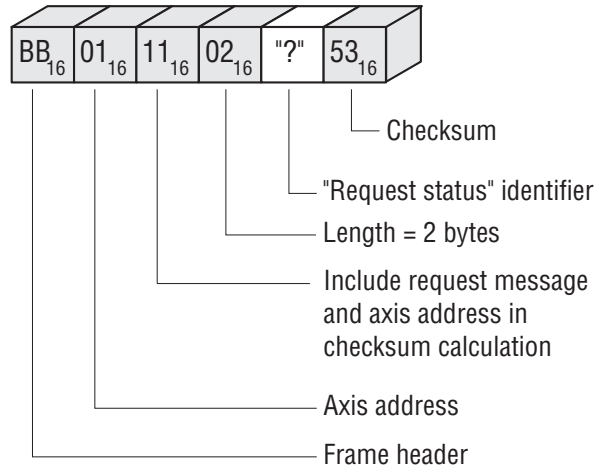 BB16 0116 1116 0216 "?" 5316
Checksum
"Request status" identifier
Length = 2 bytes
Include request message
and axis address in
checksum calculation
Axis address
Frame header